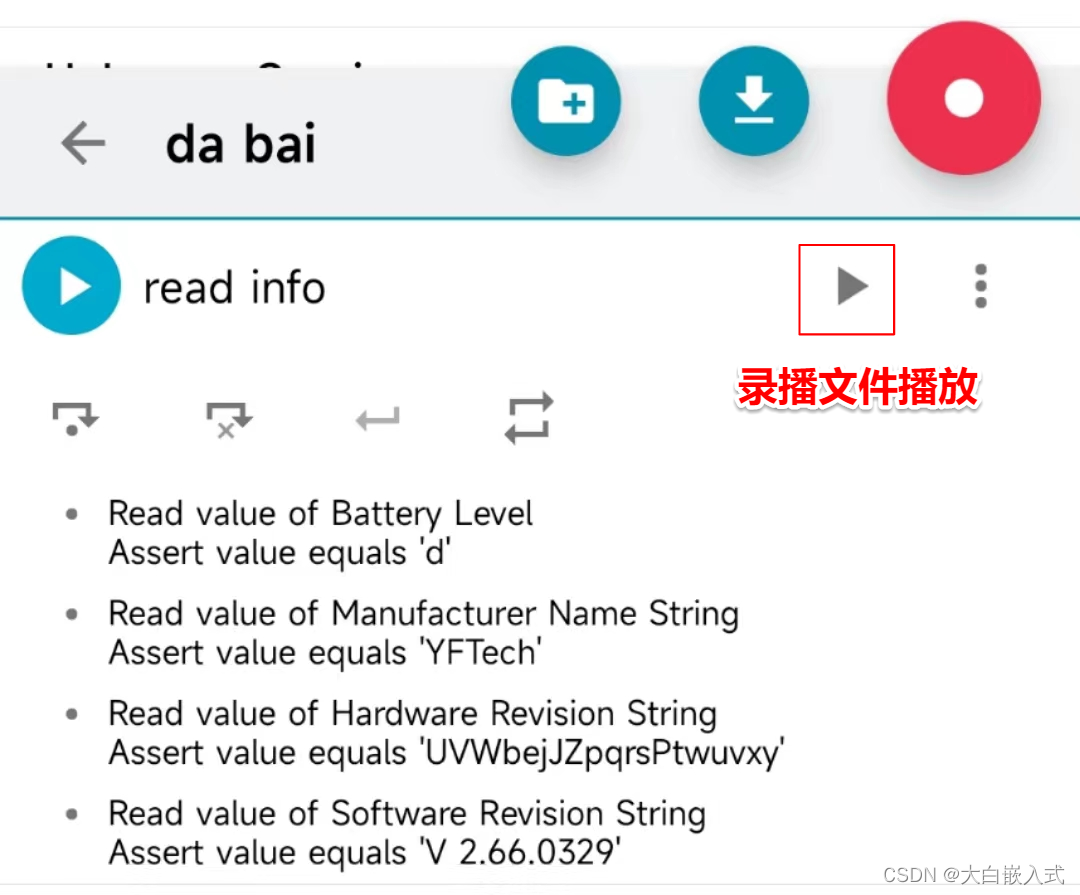 da bai
read info
录播文件播放
Read value of Battery Level
Assert value equals 'd'
Read value of Manufacturer Name String
Assert value equals 'YFTech'
Read value of Hardware Revision String
Assert value equals 'UVWbejJZpqrsPtwuvxy'
Read value of Software Revision String
Assert value equals 'V 2.66.0329'
CSDN @大白嵌入式